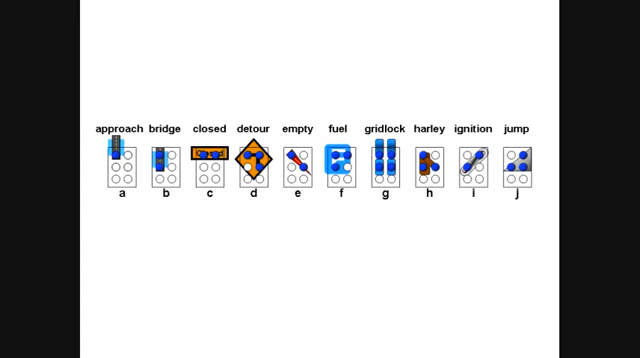 approach bridge closed detour empty fuel gridlock harley ignition jump
a b c d e f g h i j